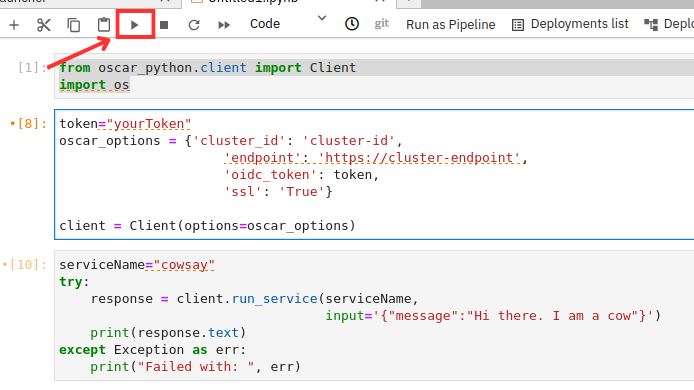 Untitled1.ipynb
Code git Run as Pipeline Deployments list
[1]: from oscar_python.client import Client
import os
•[8]: token="yourToken"
oscar_options = {'cluster_id': 'cluster-id',
'endpoint': 'https://cluster-endpoint',
'oidc_token': token,
'ssl': 'True'}
client = Client(options=oscar_options)
•[10]: serviceName="cowsay"
try:
response = client.run_service(serviceName,
input='{"message":"Hi there. I am a cow"}')
print(response.text)
except Exception as err:
print("Failed with: ", err)